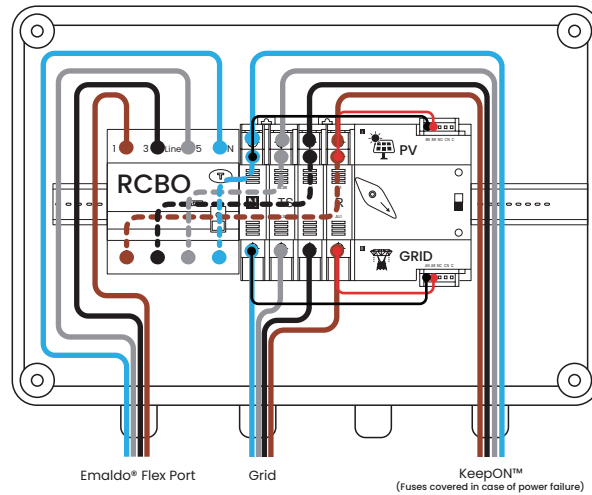 1 3 Line 5 N
RCBO
T
N TS R
PV
GRID
Emaldo® Flex Port
Grid
KeepON™
(Fuses covered in case of power failure)